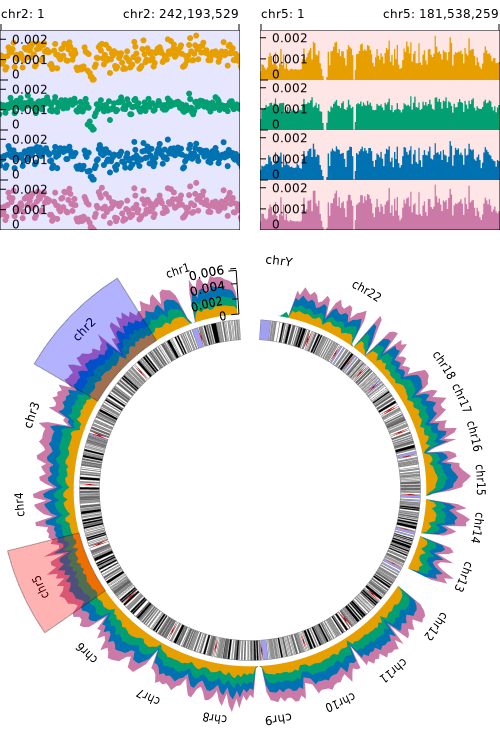 chr2: 1
chr2: 242,193,529
chr5: 1
chr5: 181,538,259
0.002
0.001
0
0.002
0.001
0
0.002
0.001
0
0.002
0.001
0
0.002
0.001
0
0.002
0.001
0
0.002
0.001
0
0.002
0.001
chr1
0.006
0.004
0.002
0
chrY
chr22
chr18
chr17
chr16
chr15
chr14
chr13
chr12
chr11
chr10
chr9
chr8
chr7
chr6
chr5
chr4
chr3
chr2